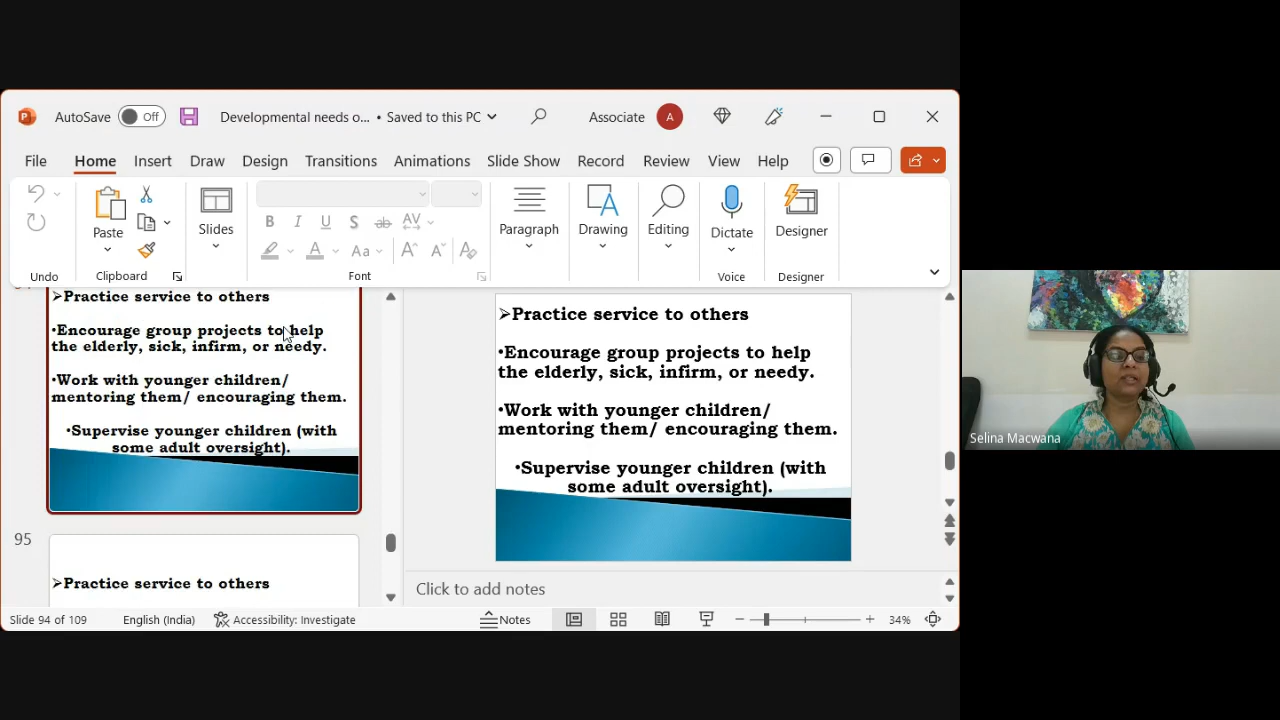 AutoSave Off Developmental needs o... • Saved to this PC Associate A
File Home Insert Draw Design Transitions Animations Slide Show Record Review View Help
Paste
Slides
B I U S ab AV
A Aa A A A
Paragraph
Drawing
Editing
Dictate
Designer
Undo Clipboard Font Voice Designer
➢Practice service to others
•Encourage group projects to help
the elderly, sick, infirm, or needy.
•Work with younger children/
mentoring them/ encouraging them.
•Supervise younger children (with
some adult oversight).
95
➢Practice service to others
➢Practice service to others
•Encourage group projects to help
the elderly, sick, infirm, or needy.
•Work with younger children/
mentoring them/ encouraging them.
•Supervise younger children (with
some adult oversight).
Click to add notes
Slide 94 of 109 English (India) Accessibility: Investigate Notes 34%
Selina Macwana